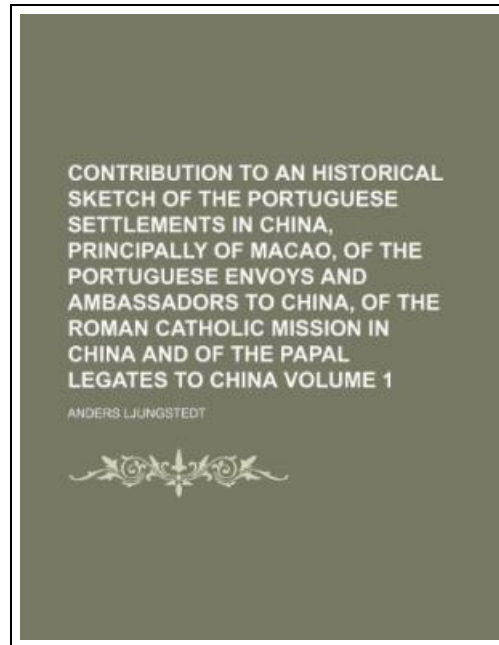 CONTRIBUTION TO AN HISTORICAL
SKETCH OF THE PORTUGUESE
SETTLEMENTS IN CHINA,
PRINCIPALLY OF MACAO, OF THE
PORTUGUESE ENVOYS AND
AMBASSADORS TO CHINA, OF THE
ROMAN CATHOLIC MISSION IN
CHINA AND OF THE PAPAL
LEGATES TO CHINA VOLUME 1
ANDERS LJUNGSTEDT